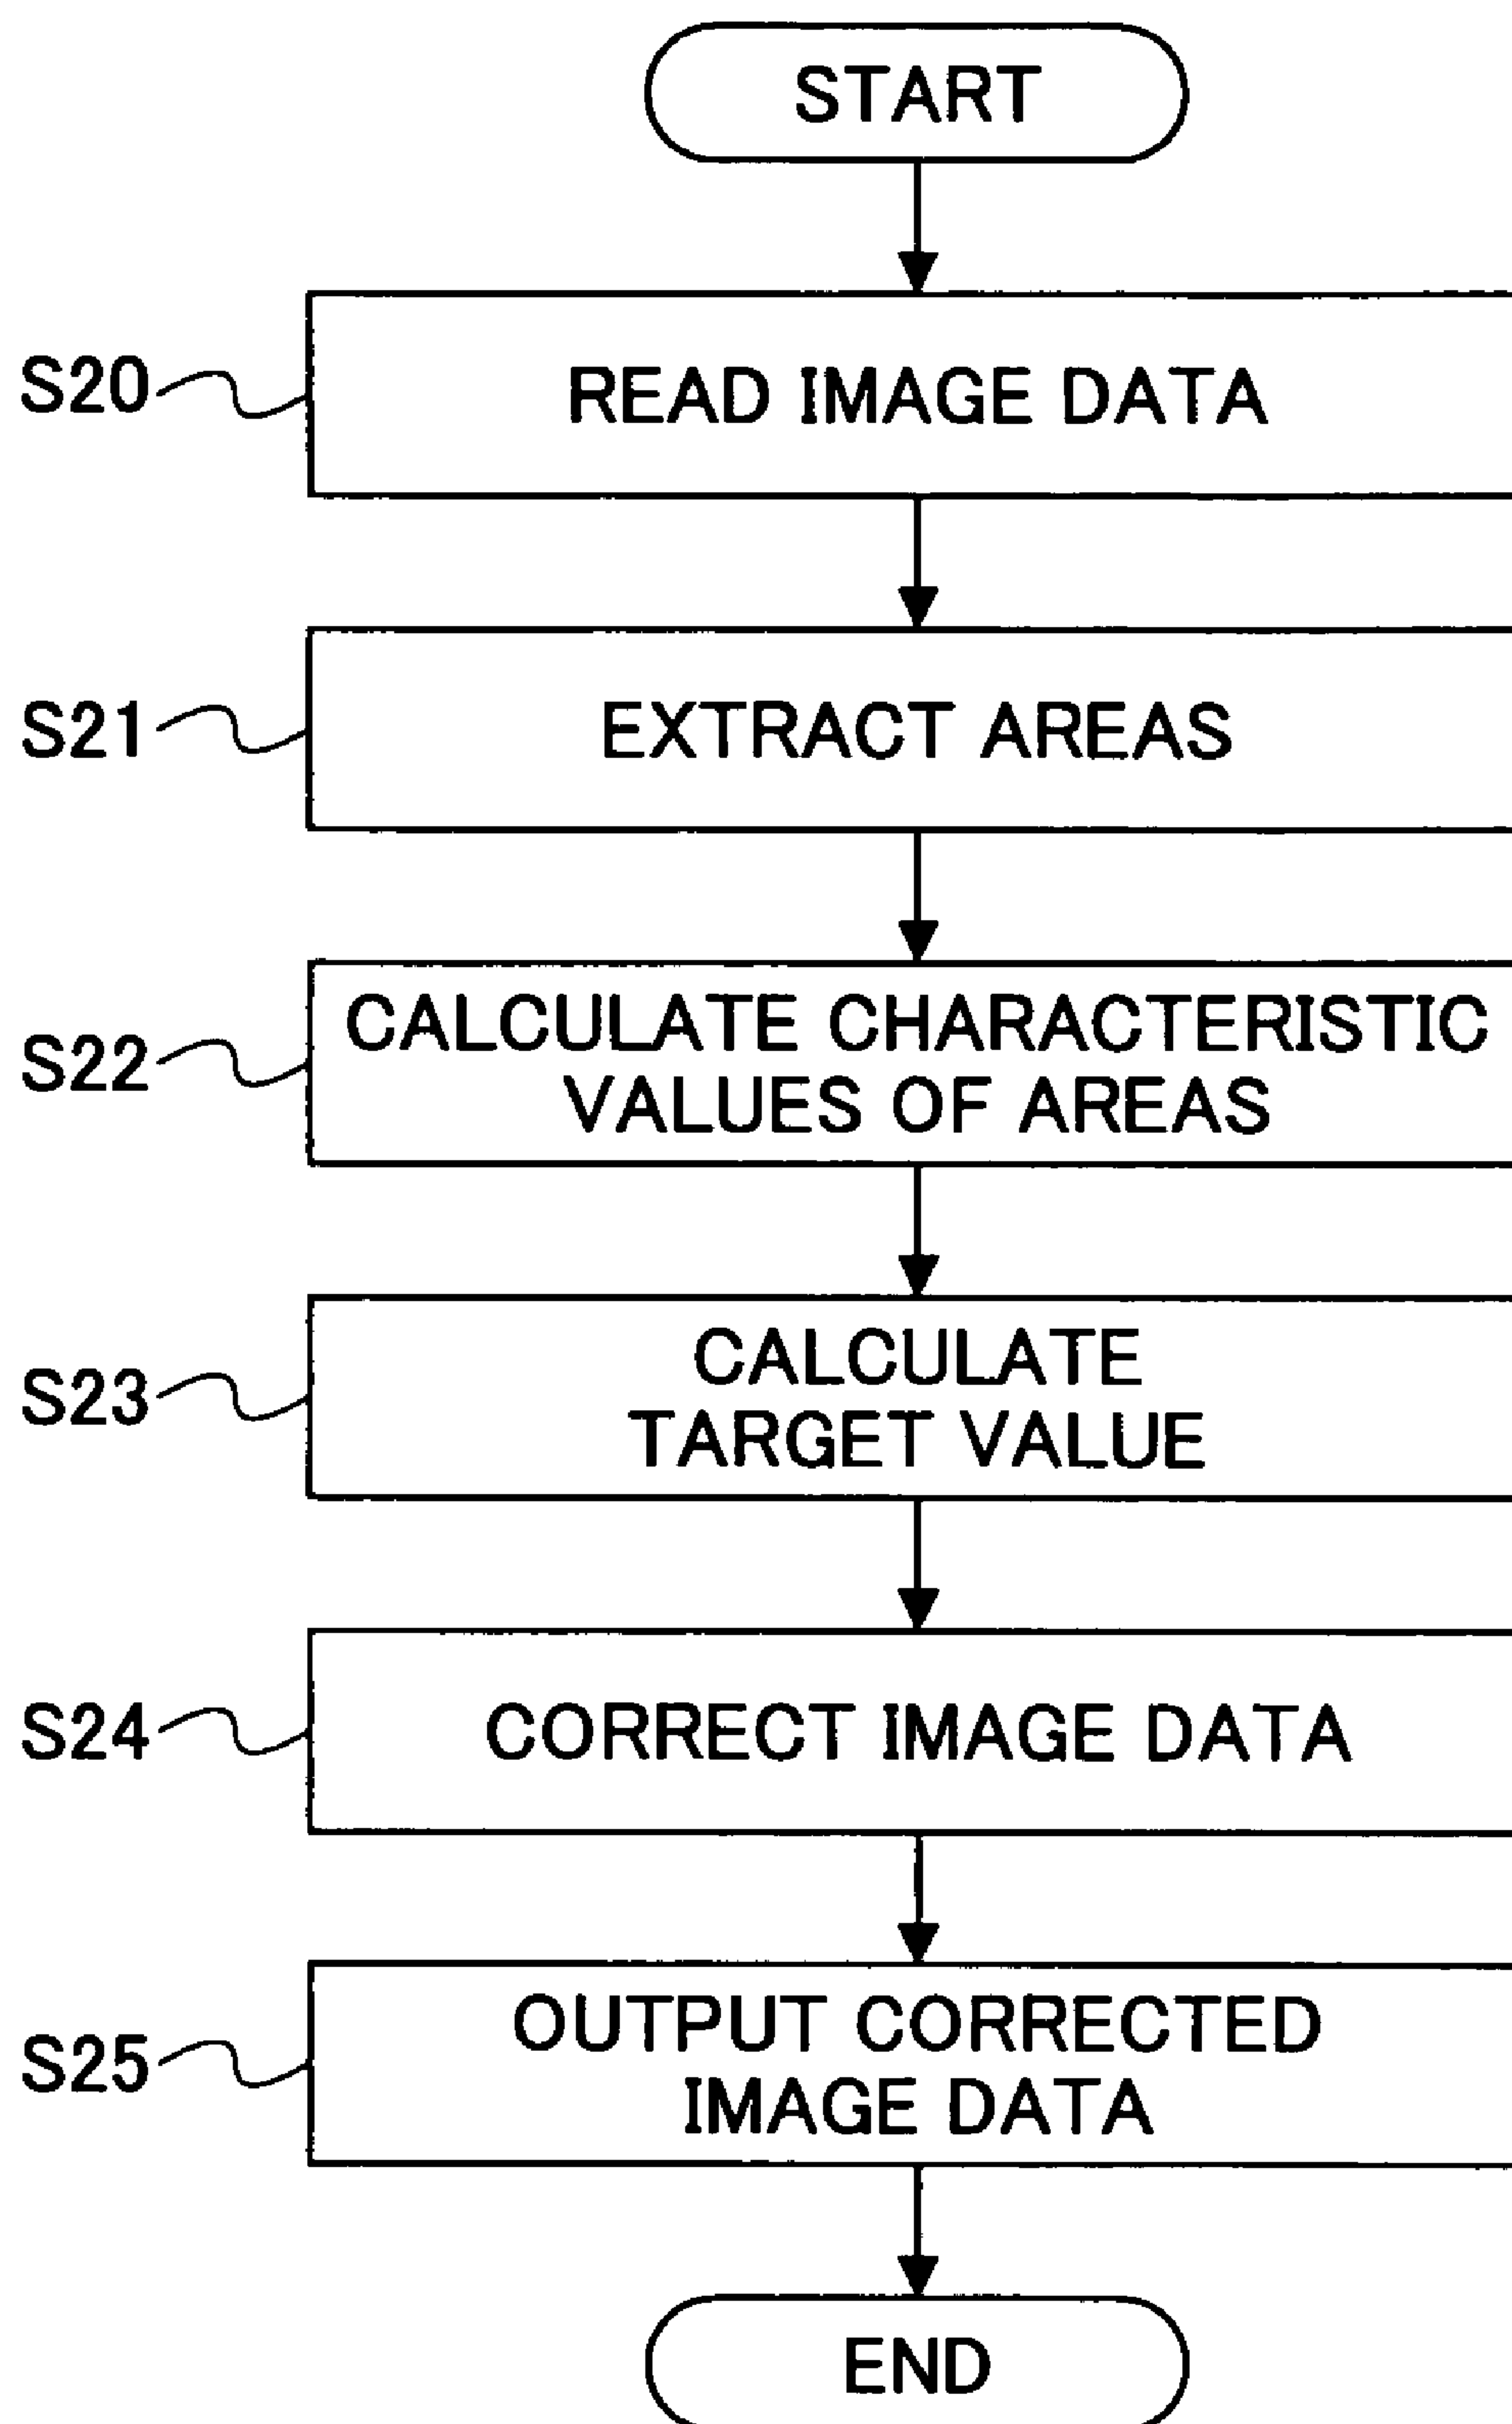 START
S20
READ IMAGE DATA
S21
EXTRACT AREAS
S22
CALCULATE CHARACTERISTIC
VALUES OF AREAS
S23
CALCULATE
TARGET VALUE
S24
CORRECT IMAGE DATA
S25
OUTPUT CORRECTED
IMAGE DATA
END